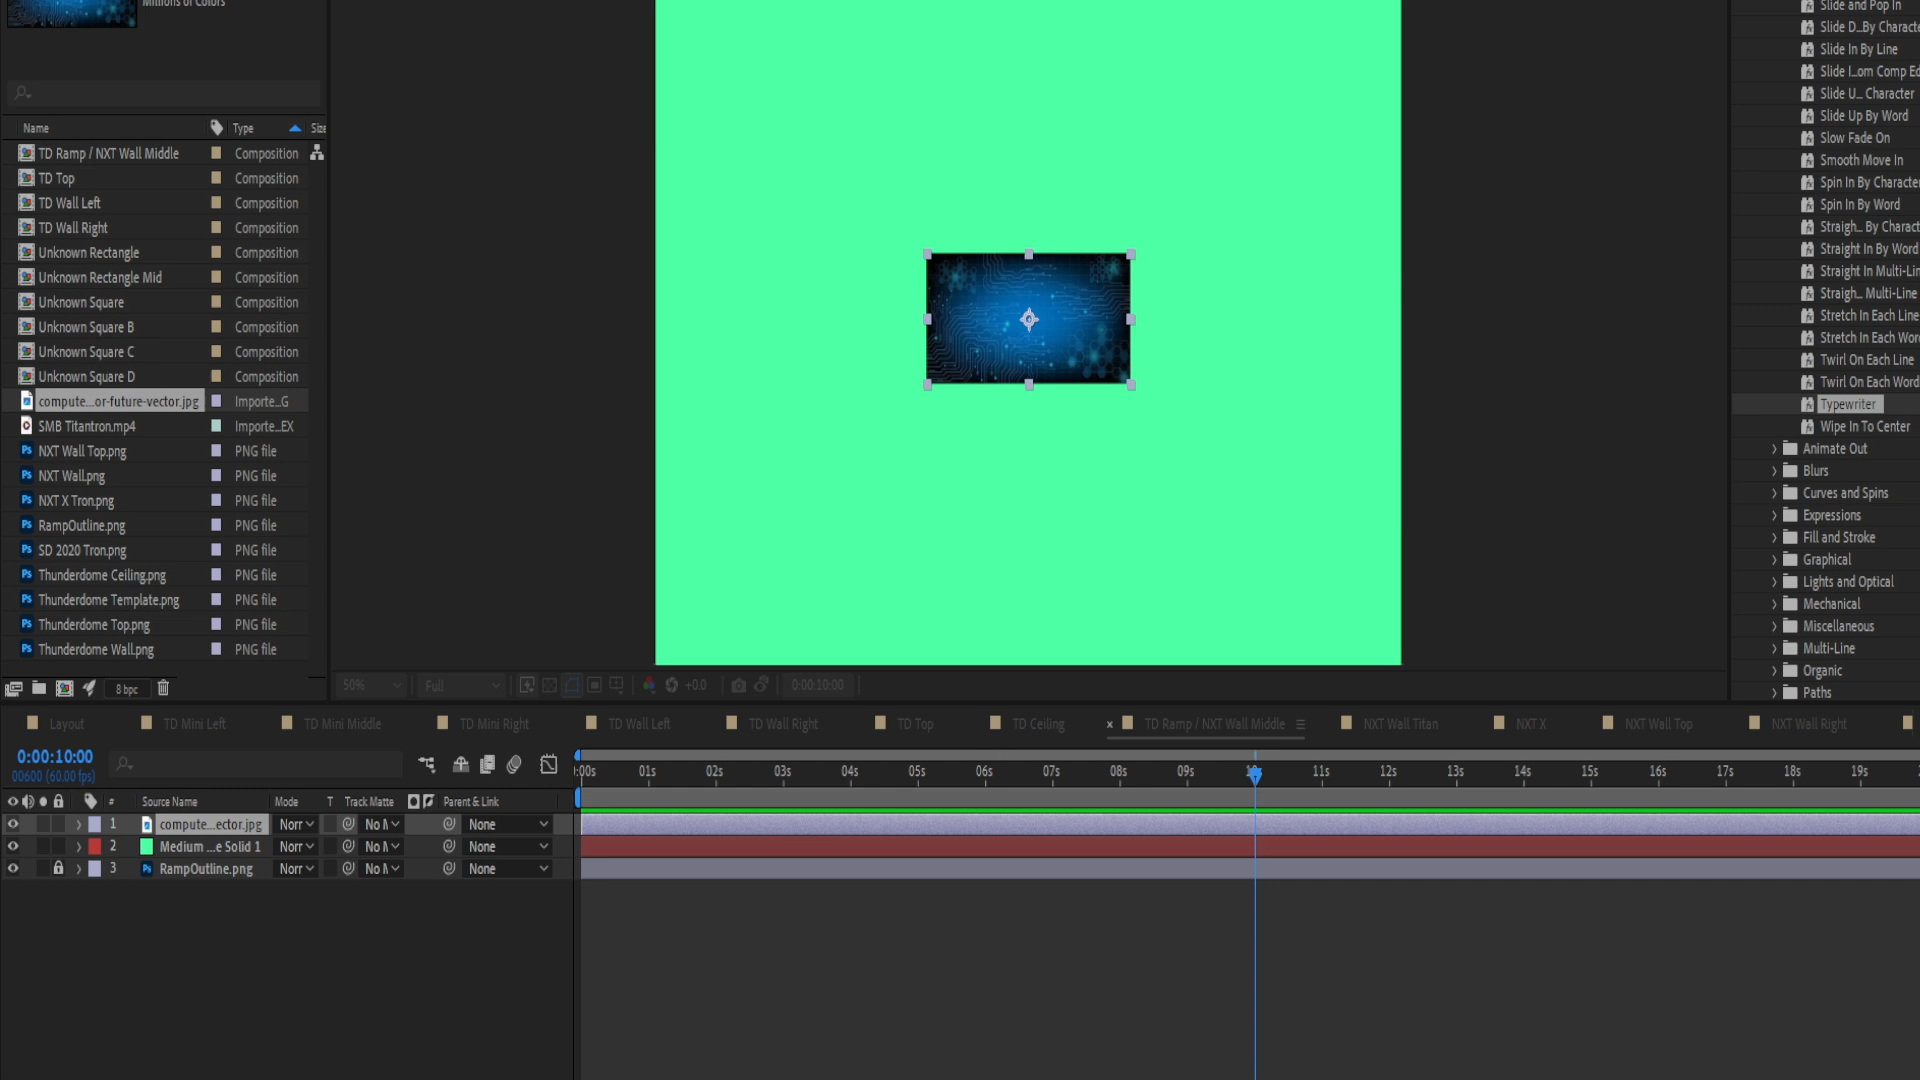 Millions of Colors
Name Type Size
TD Ramp / NXT Wall Middle Composition
TD Top Composition
TD Wall Left Composition
TD Wall Right Composition
Unknown Rectangle Composition
Unknown Rectangle Mid Composition
Unknown Square Composition
Unknown Square B Composition
Unknown Square C Composition
Unknown Square D Composition
compute...or-future-vector.jpg Importe...G
SMB Titantron.mp4 Importe...EX
NXT Wall Top.png PNG file
NXT Wall.png PNG file
NXT X Tron.png PNG file
RampOutline.png PNG file
SD 2020 Tron.png PNG file
Thunderdome Ceiling.png PNG file
Thunderdome Template.png PNG file
Thunderdome Top.png PNG file
Thunderdome Wall.png PNG file
8 bpc
50% Full +0.0 0:00:10:00
Slide and Pop In
Slide D...By Characte
Slide In By Line
Slide I...om Comp Ed
Slide U... Character
Slide Up By Word
Slow Fade On
Smooth Move In
Spin In By Character
Spin In By Word
Straigh... By Charact
Straight In By Word
Straight In Multi-Lin
Straigh... Multi-Line
Stretch In Each Line
Stretch In Each Word
Twirl On Each Line
Twirl On Each Word
Typewriter
Wipe In To Center
Animate Out
Blurs
Curves and Spins
Expressions
Fill and Stroke
Graphical
Lights and Optical
Mechanical
Miscellaneous
Multi-Line
Organic
Paths
Layout TD Mini Left TD Mini Middle TD Mini Right TD Wall Left TD Wall Right TD Top TD Ceiling × TD Ramp / NXT Wall Middle NXT Wall Titan NXT X NXT Wall Top NXT Wall Right
0:00:10:00
00600 (60.00 fps)
:00s 01s 02s 03s 04s 05s 06s 07s 08s 09s 10s 11s 12s 13s 14s 15s 16s 17s 18s 19s 2
# Source Name Mode T Track Matte Parent & Link
1 compute...ector.jpg Norr No M None
2 Medium ...e Solid 1 Norr No M None
3 RampOutline.png Norr No M None